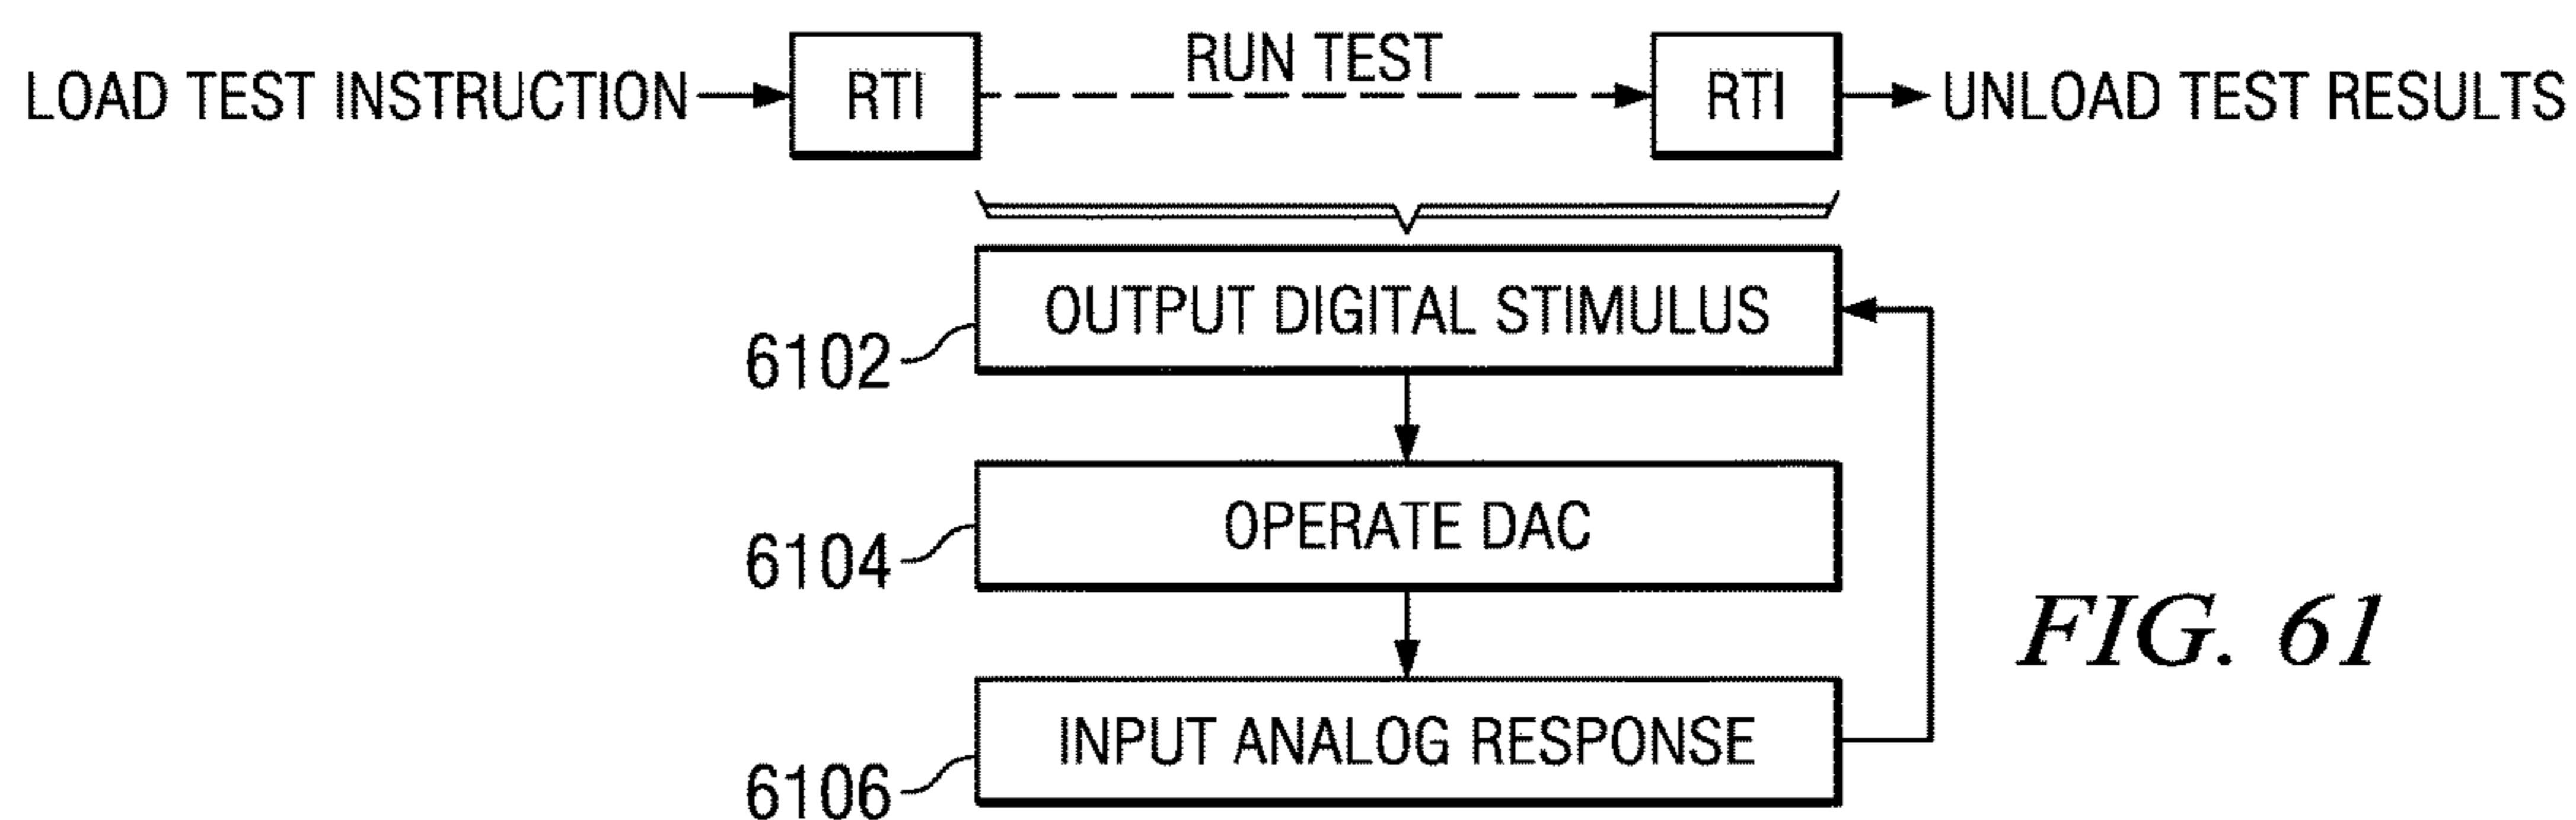 LOAD TEST INSTRUCTION
RTI
RUN TEST
RTI
UNLOAD TEST RESULTS
OUTPUT DIGITAL STIMULUS
6102
OPERATE DAC
6104
INPUT ANALOG RESPONSE
6106
FIG. 61